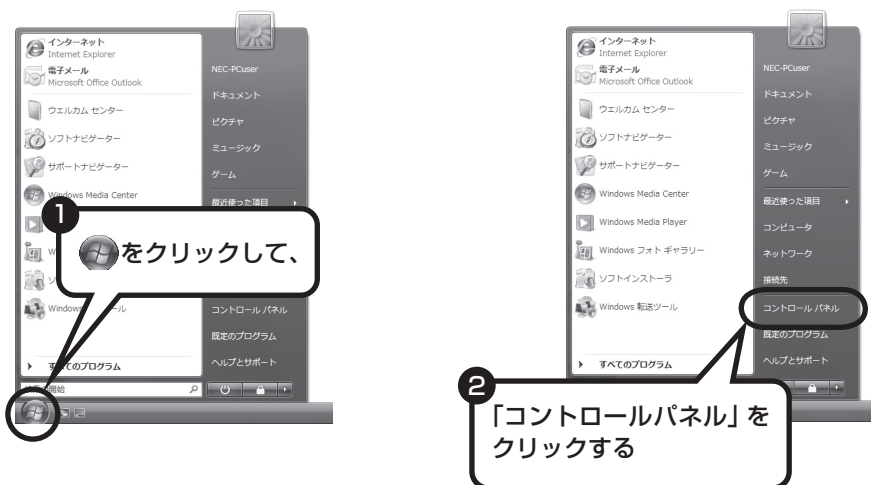 インターネット
Internet Explorer
電子メール
Microsoft Office Outlook
ウェルカム センター
ソフトナビゲーター
サポートナビゲーター
Windows Media Center
すべてのプログラム
NEC-PCuser
ドキュメント
ピクチャ
ミュージック
ゲーム
最近使った項目
コントロール パネル
既定のプログラム
ヘルプとサポート
1
をクリックして、
インターネット
Internet Explorer
電子メール
Microsoft Office Outlook
ウェルカム センター
ソフトナビゲーター
サポートナビゲーター
Windows Media Center
Windows Media Player
Windows フォト ギャラリー
ソフトインストーラ
Windows 転送ツール
すべてのプログラム
NEC-PCuser
ドキュメント
ピクチャ
ミュージック
ゲーム
最近使った項目
コンピュータ
ネットワーク
接続先
コントロール パネル
既定のプログラム
ヘルプとサポート
2
「コントロールパネル」を
クリックする